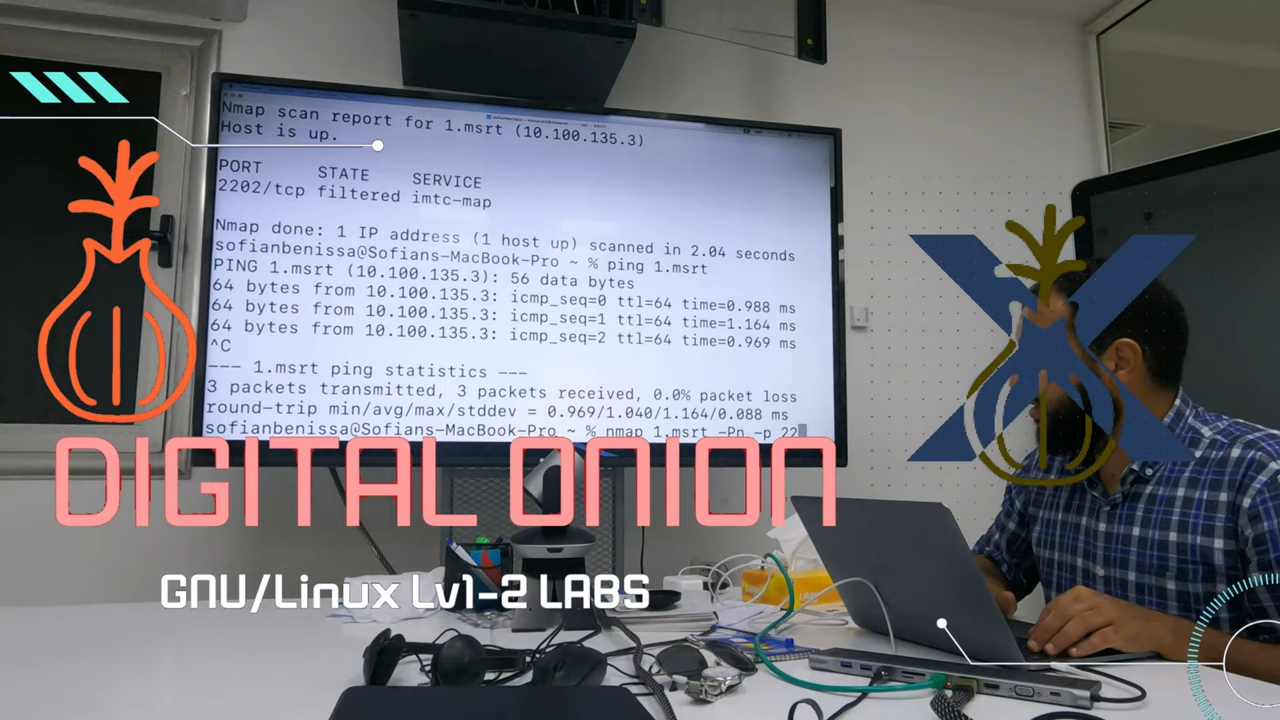 Nmap scan report for 1.msrt (10.100.135.3)
Host is up.
PORT STATE SERVICE
2202/tcp filtered imtc-map
Nmap done: 1 IP address (1 host up) scanned in 2.04 seconds
sofianbenissa@Sofians-MacBook-Pro ~ % ping 1.msrt
PING 1.msrt (10.100.135.3): 56 data bytes
64 bytes from 10.100.135.3: icmp_seq=0 ttl=64 time=0.988 ms
64 bytes from 10.100.135.3: icmp_seq=1 ttl=64 time=1.164 ms
64 bytes from 10.100.135.3: icmp_seq=2 ttl=64 time=0.969 ms
^C
--- 1.msrt ping statistics ---
3 packets transmitted, 3 packets received, 0.0% packet loss
round-trip min/avg/max/stddev = 0.969/1.040/1.164/0.088 ms
sofianbenissa@Sofians-MacBook-Pro ~ % nmap 1.msrt -Pn -p 22
DIGITAL ONION
GNU/Linux Lv1-2 LABS